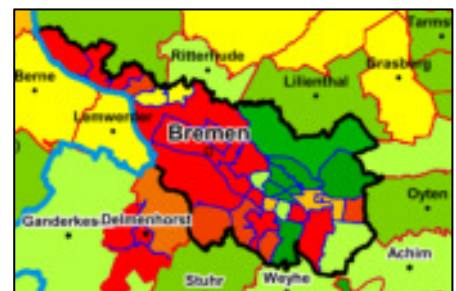 Tarms
Ritterhude
Grasberg
Berne
Lilienthal
Lemwerder
Bremen
Oyten
Ganderkes
Delmenhorst
Achim
Stuhr
Weyhe